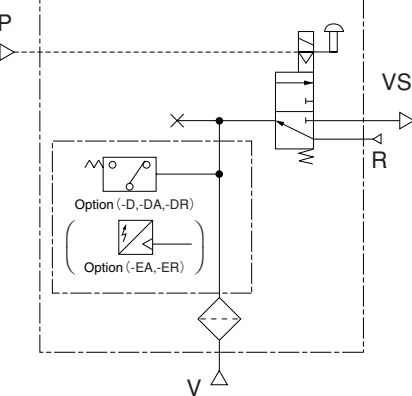 P
VS
R
Option (-D,-DA,-DR)
Option (-EA,-ER)
V